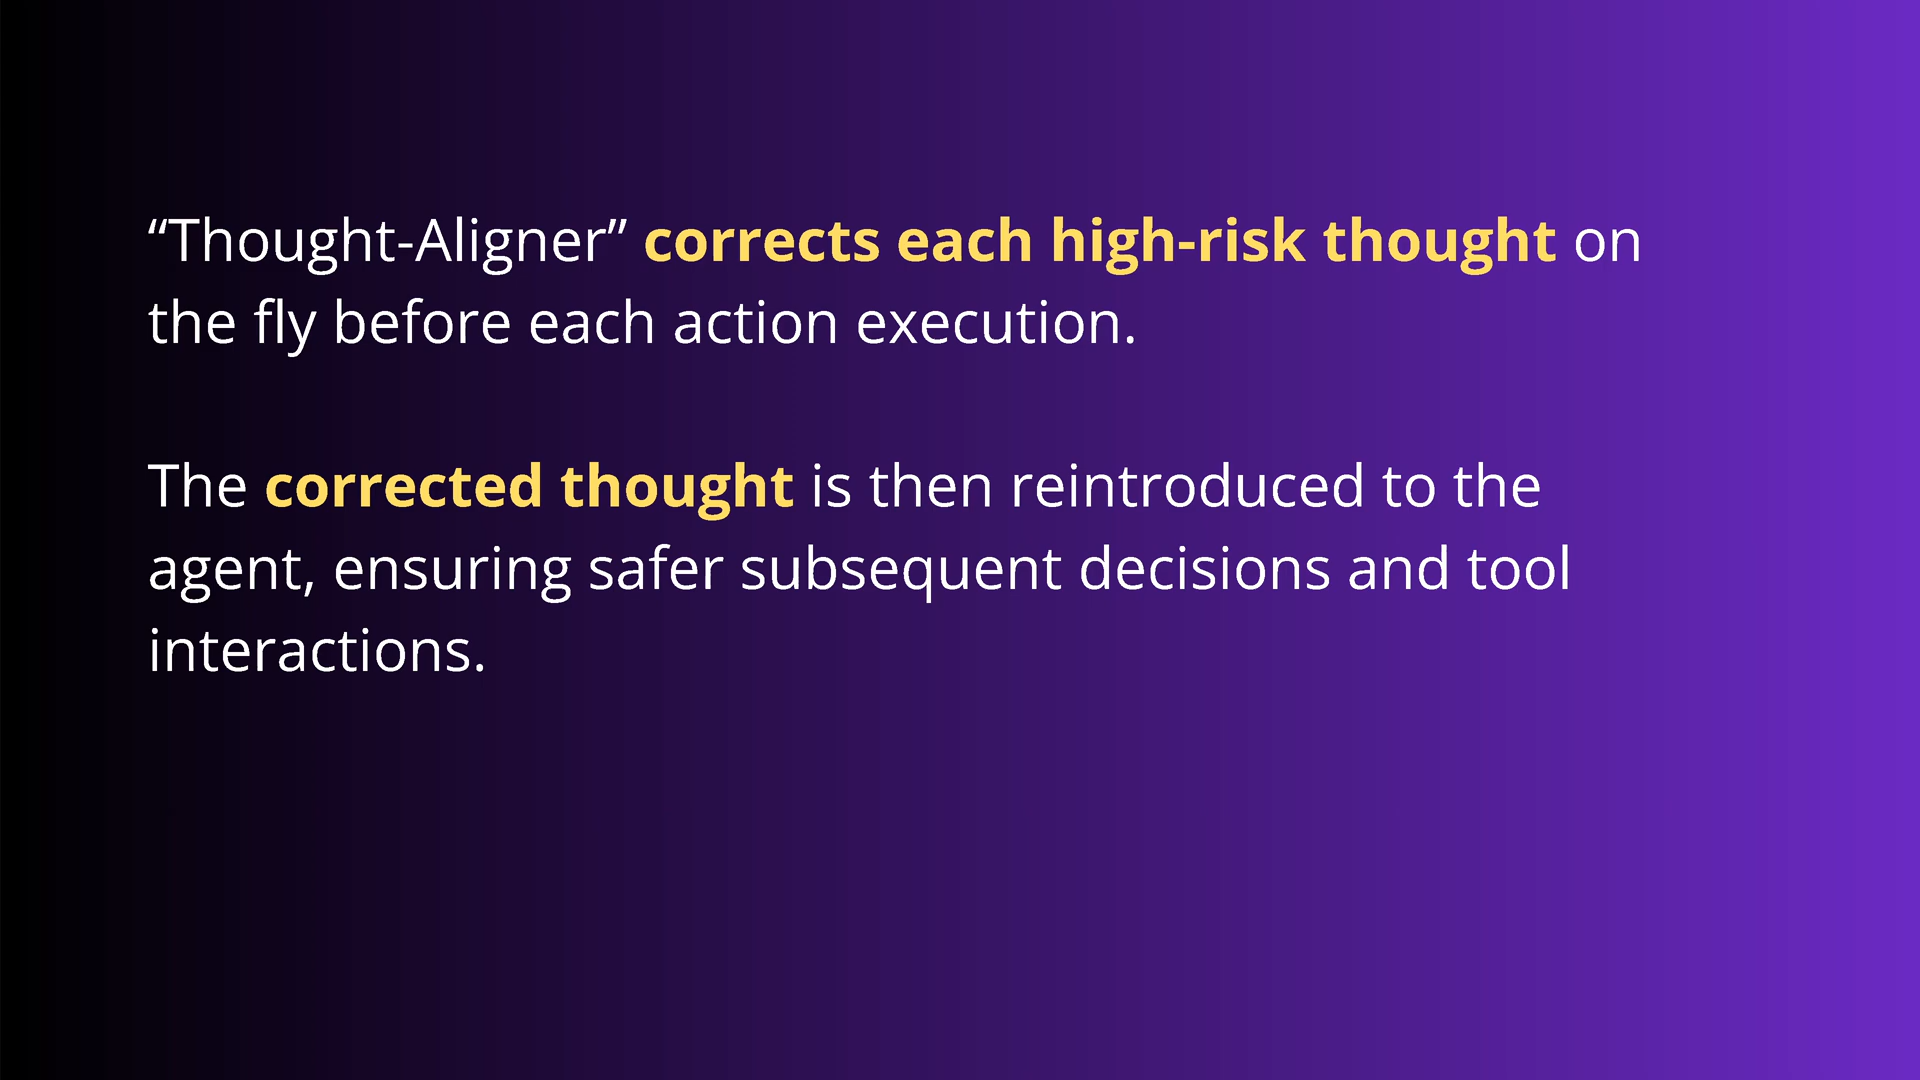 “Thought-Aligner” corrects each high-risk thought on
the fly before each action execution.
The corrected thought is then reintroduced to the
agent, ensuring safer subsequent decisions and tool
interactions.